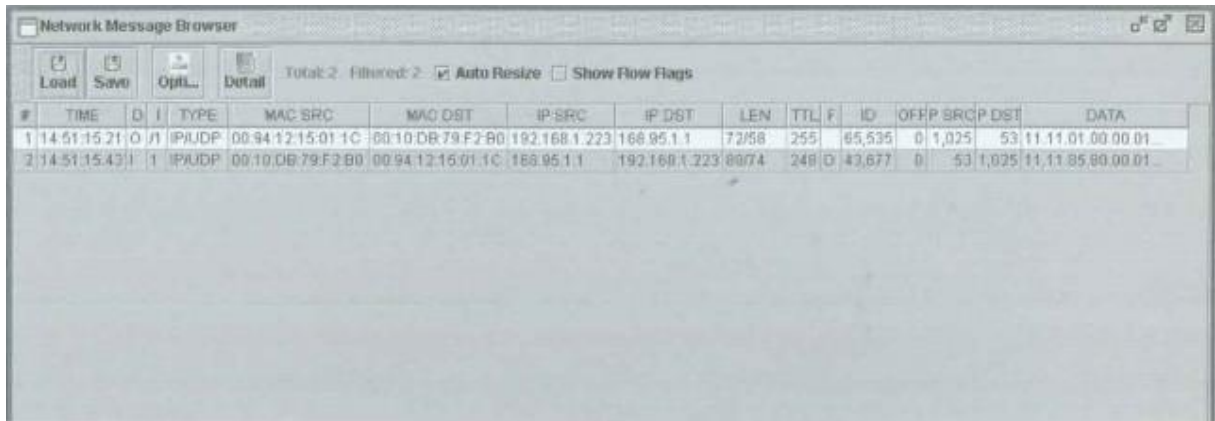 Network Message Browser
Load Save Opti... Detail Total: 2 Filtered: 2 Auto Resize Show Flow Flags
# TIME D I TYPE MAC SRC MAC DST IP SRC IP DST LEN TTL F ID OFF P SRC P DST DATA
1 14:51:15.21 O /1 IP/UDP 00.94.12.15.01.1C 00.10.DB.79.F2.B0 192.168.1.223 168.95.1.1 72/58 255 65,535 0 1,025 53 11.11.01.00.00.01...
2 14:51:15.43 I 1 IP/UDP 00.10.DB.79.F2.B0 00.94.12.15.01.1C 168.95.1.1 192.168.1.223 88/74 248 D 43,677 0 53 1,025 11.11.85.80.00.01...